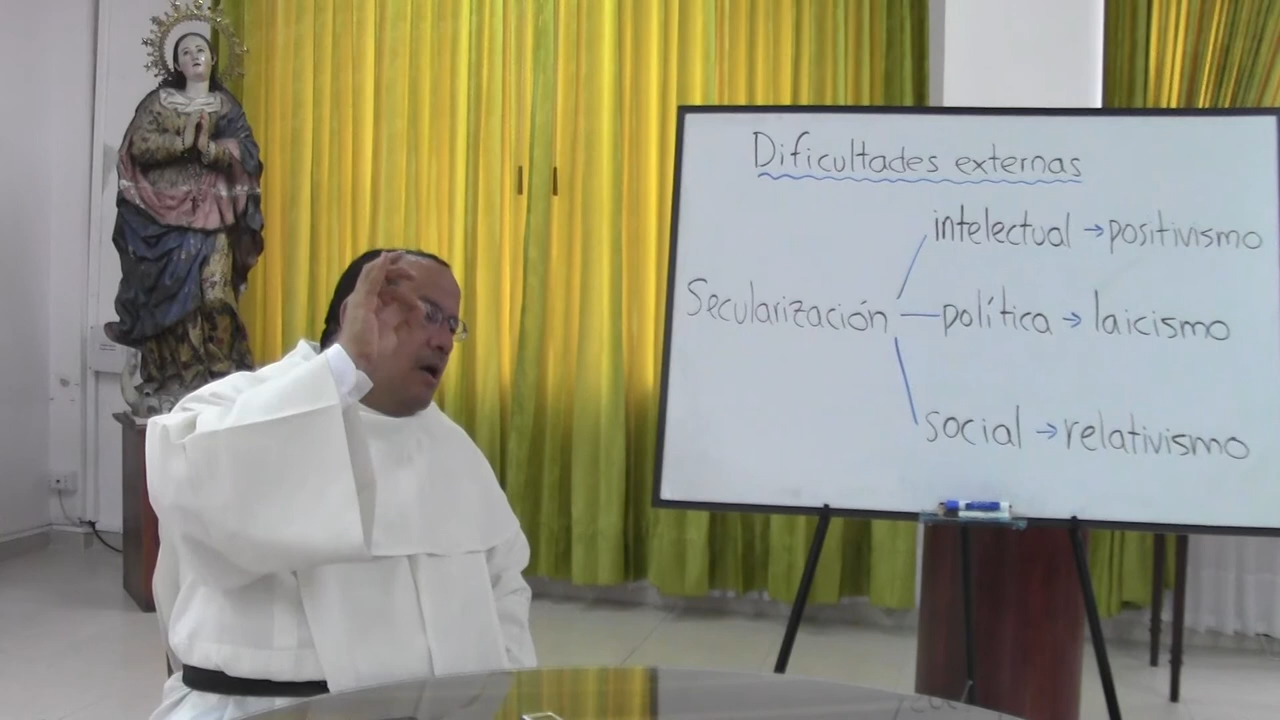 Dificultades externas
intelectual → positivismo
Secularización — política → laicismo
social → relativismo